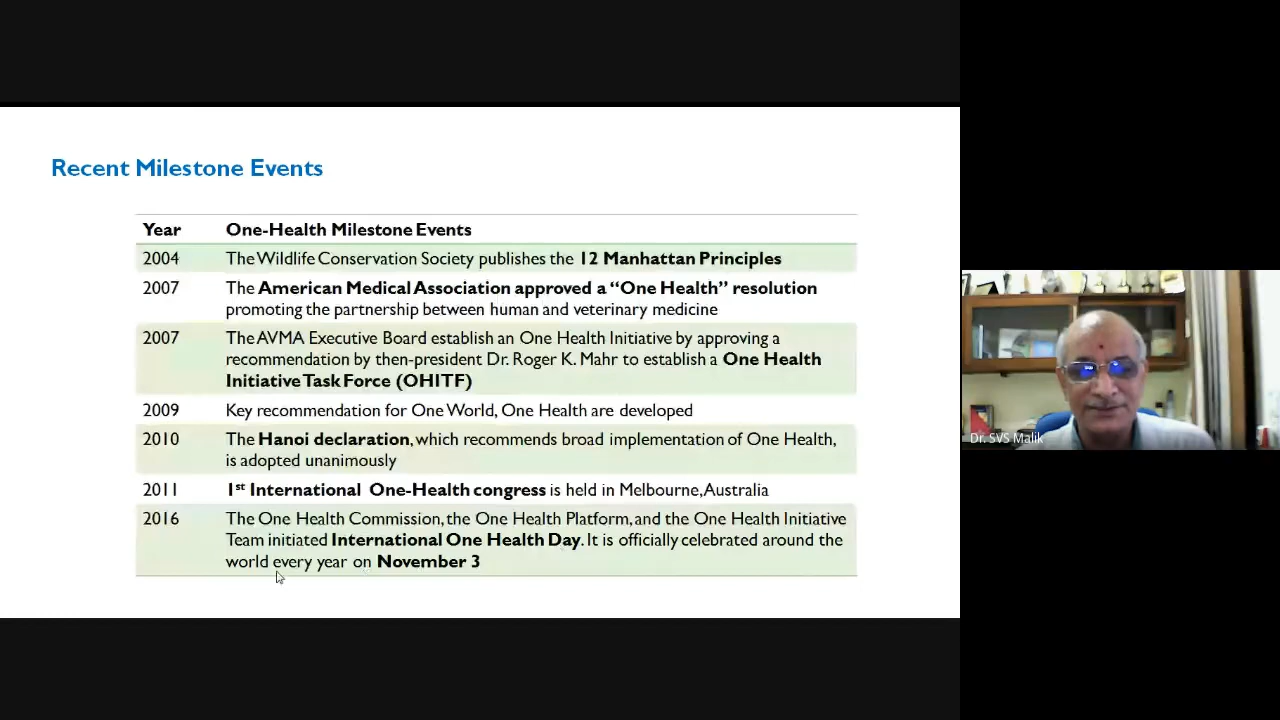 Recent Milestone Events
Year One-Health Milestone Events
2004 The Wildlife Conservation Society publishes the 12 Manhattan Principles
2007 The American Medical Association approved a “One Health” resolution
promoting the partnership between human and veterinary medicine
2007 The AVMA Executive Board establish an One Health Initiative by approving a
recommendation by then-president Dr. Roger K. Mahr to establish a One Health
Initiative Task Force (OHITF)
2009 Key recommendation for One World, One Health are developed
2010 The Hanoi declaration, which recommends broad implementation of One Health,
is adopted unanimously
2011 1st International One-Health congress is held in Melbourne, Australia
2016 The One Health Commission, the One Health Platform, and the One Health Initiative
Team initiated International One Health Day. It is officially celebrated around the
world every year on November 3
Dr. SVS Malik